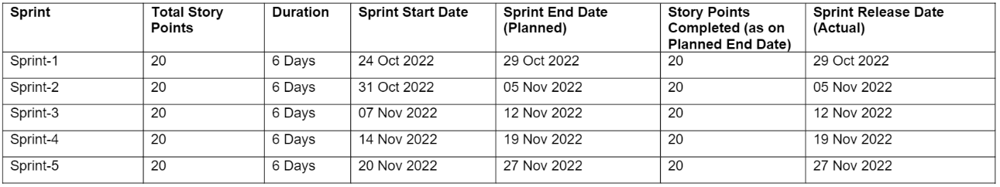 Sprint Total Story Points Duration Sprint Start Date Sprint End Date (Planned) Story Points Completed (as on Planned End Date) Sprint Release Date (Actual)
Sprint-1 20 6 Days 24 Oct 2022 29 Oct 2022 20 29 Oct 2022
Sprint-2 20 6 Days 31 Oct 2022 05 Nov 2022 20 05 Nov 2022
Sprint-3 20 6 Days 07 Nov 2022 12 Nov 2022 20 12 Nov 2022
Sprint-4 20 6 Days 14 Nov 2022 19 Nov 2022 20 19 Nov 2022
Sprint-5 20 6 Days 20 Nov 2022 27 Nov 2022 20 27 Nov 2022